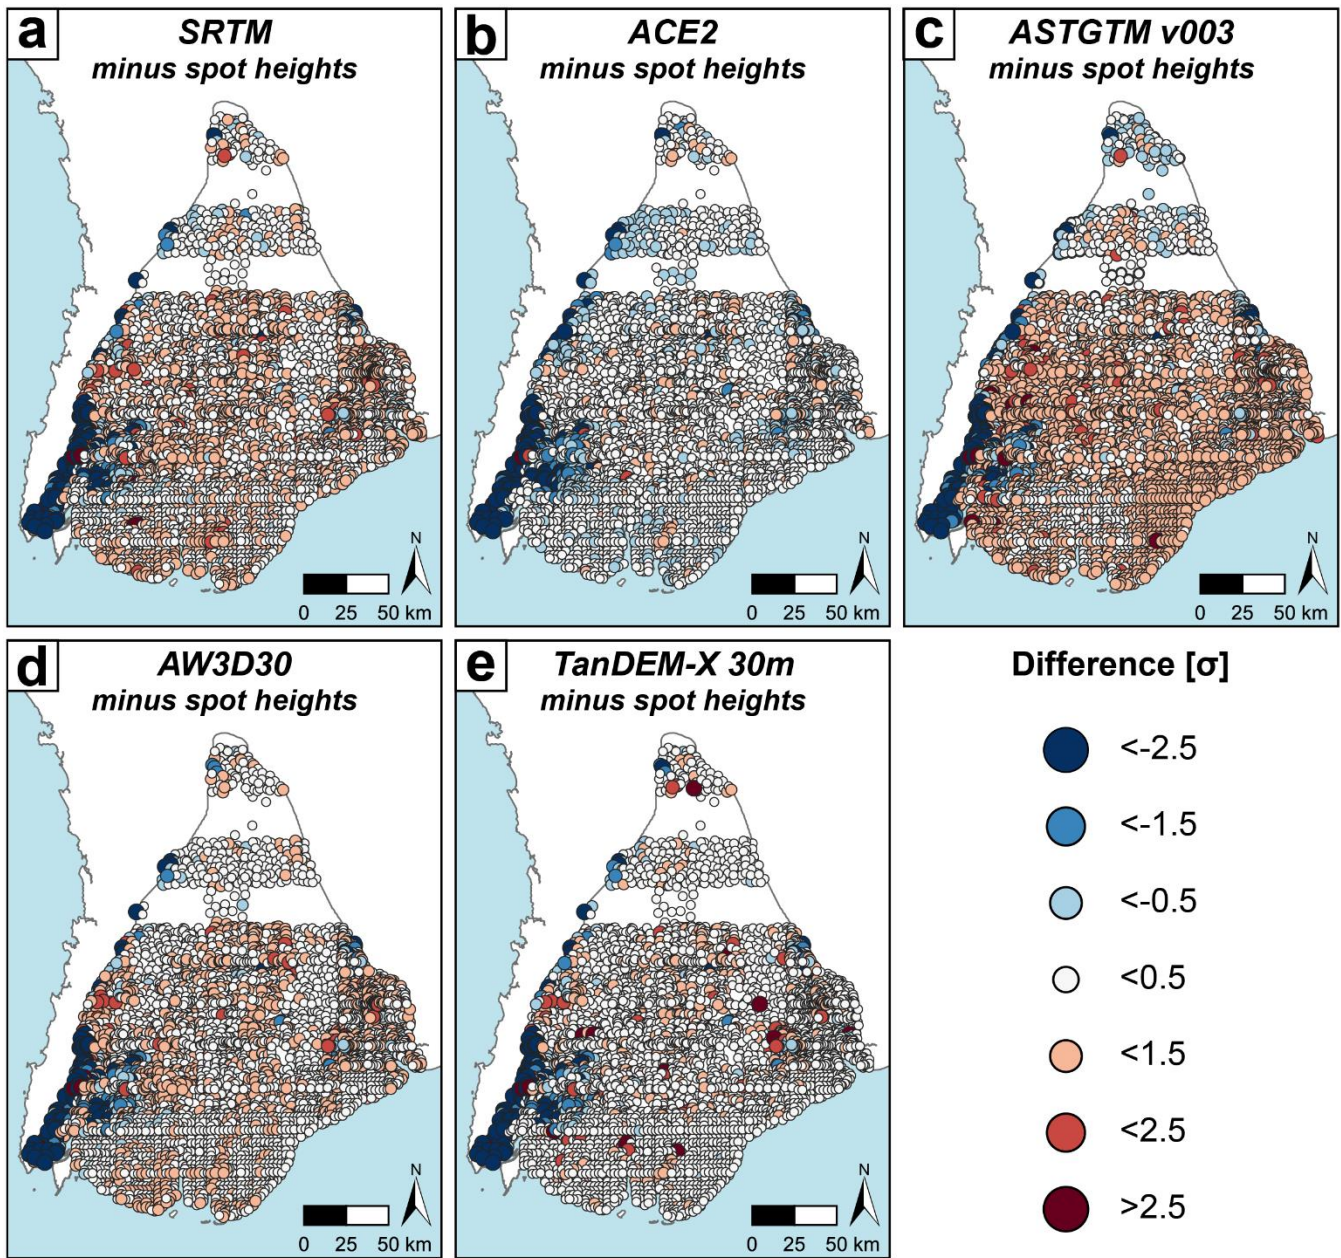 a
SRTM
minus spot heights
N
0 25 50 km
b
ACE2
minus spot heights
N
0 25 50 km
c
ASTGTM v003
minus spot heights
N
0 25 50 km
d
AW3D30
minus spot heights
N
0 25 50 km
e
TanDEM-X 30m
minus spot heights
N
0 25 50 km
Difference [σ]
<-2.5
<-1.5
<-0.5
<0.5
<1.5
<2.5
>2.5